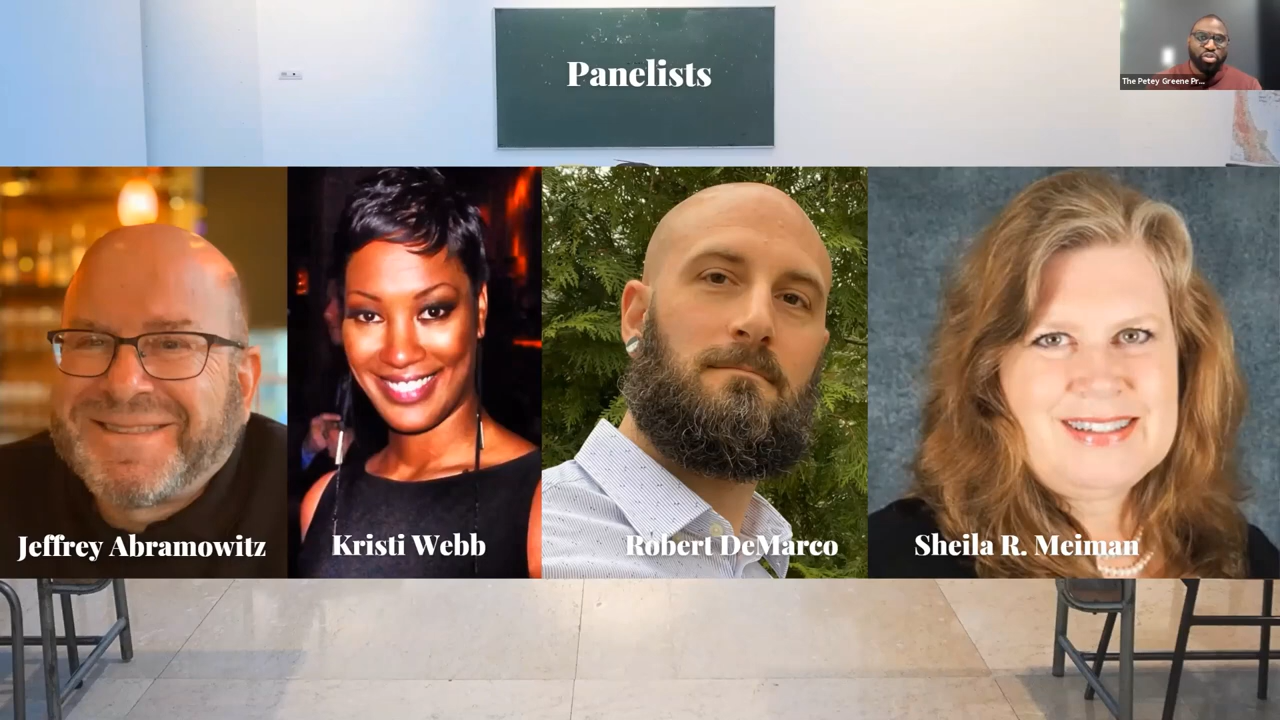 Panelists
The Petey Greene Pr...
Jeffrey Abramowitz
Kristi Webb
Robert DeMarco
Sheila R. Meiman